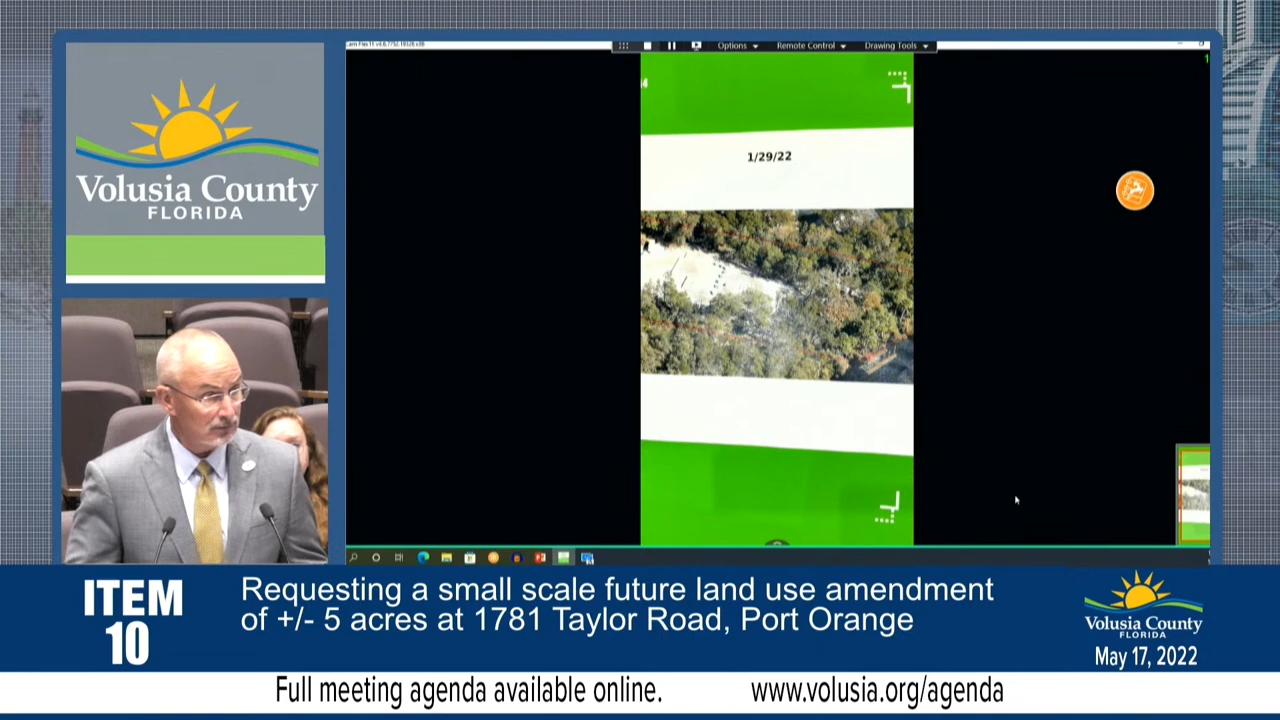 Volusia County
FLORIDA
Options
Remote Control
Drawing Tools
1/29/22
ITEM
10
Requesting a small scale future land use amendment
of +/- 5 acres at 1781 Taylor Road, Port Orange
Volusia County
FLORIDA
May 17, 2022
Full meeting agenda available online.
www.volusia.org/agenda